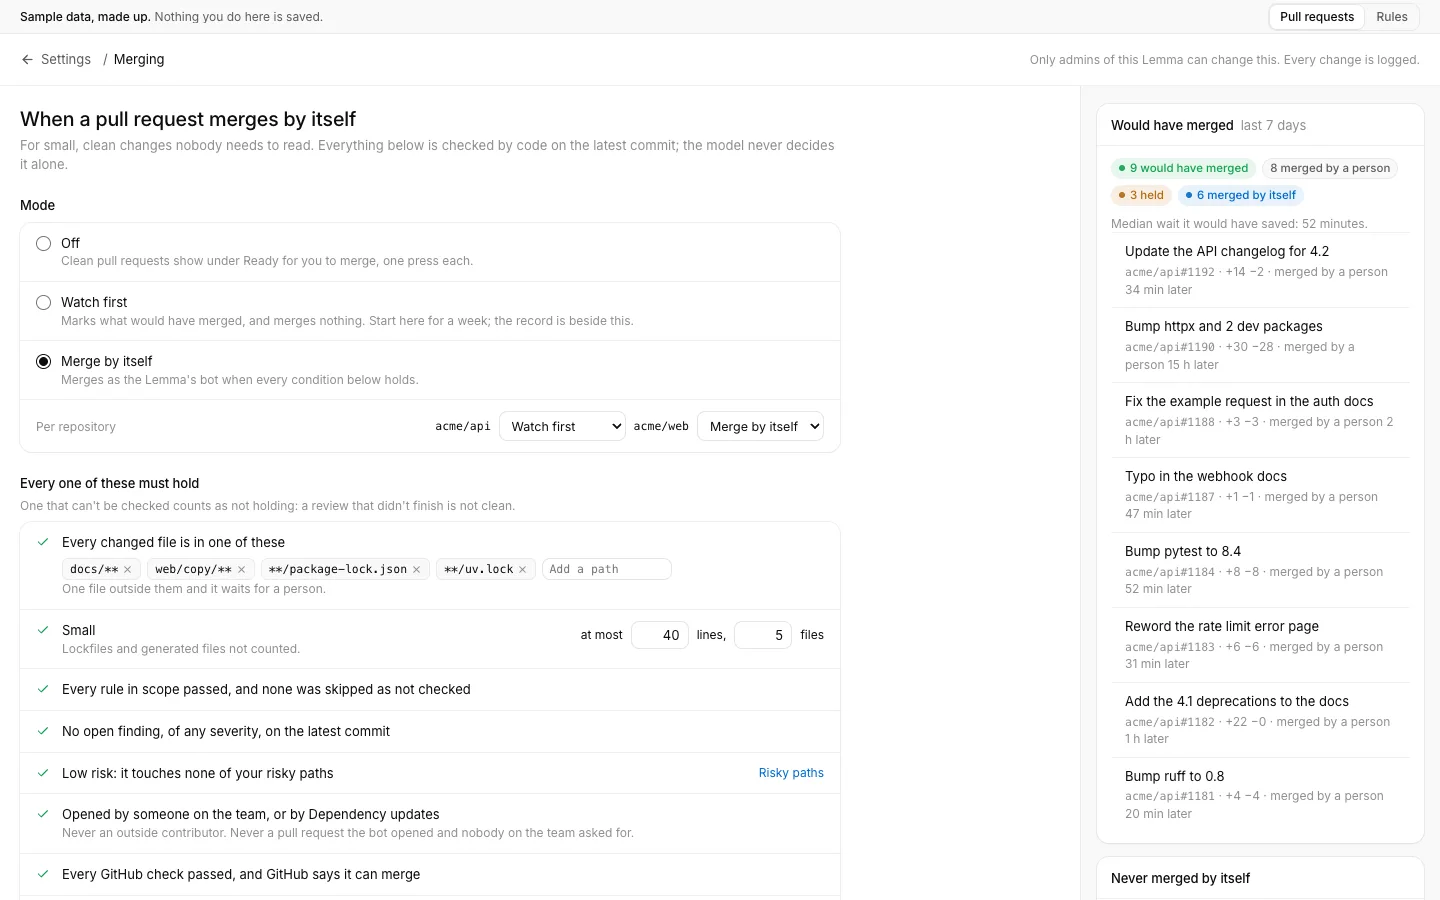 Sample data, made up. Nothing you do here is saved.
Pull requests
Rules
← Settings / Merging
Only admins of this Lemma can change this. Every change is logged.
When a pull request merges by itself
For small, clean changes nobody needs to read. Everything below is checked by code on the latest commit; the model never decides
it alone.
Mode
Off
Clean pull requests show under Ready for you to merge, one press each.
Watch first
Marks what would have merged, and merges nothing. Start here for a week; the record is beside this.
Merge by itself
Merges as the Lemma's bot when every condition below holds.
Per repository
acme/api Watch first acme/web Merge by itself
Every one of these must hold
One that can't be checked counts as not holding: a review that didn't finish is not clean.
Every changed file is in one of these
docs/** × web/copy/** × **/package-lock.json × **/uv.lock × Add a path
One file outside them and it waits for a person.
Small
at most 40 lines, 5 files
Lockfiles and generated files not counted.
Every rule in scope passed, and none was skipped as not checked
No open finding, of any severity, on the latest commit
Low risk: it touches none of your risky paths
Risky paths
Opened by someone on the team, or by Dependency updates
Never an outside contributor. Never a pull request the bot opened and nobody on the team asked for.
Every GitHub check passed, and GitHub says it can merge
Would have merged last 7 days
9 would have merged
8 merged by a person
3 held
6 merged by itself
Median wait it would have saved: 52 minutes.
Update the API changelog for 4.2
acme/api#1192 · +14 −2 · merged by a person
34 min later
Bump httpx and 2 dev packages
acme/api#1190 · +30 −28 · merged by a
person 15 h later
Fix the example request in the auth docs
acme/api#1188 · +3 −3 · merged by a person 2
h later
Typo in the webhook docs
acme/api#1187 · +1 −1 · merged by a person
47 min later
Bump pytest to 8.4
acme/api#1184 · +8 −8 · merged by a person
52 min later
Reword the rate limit error page
acme/api#1183 · +6 −6 · merged by a person
31 min later
Add the 4.1 deprecations to the docs
acme/api#1182 · +22 −0 · merged by a person
1 h later
Bump ruff to 0.8
acme/api#1181 · +4 −4 · merged by a person
20 min later
Never merged by itself